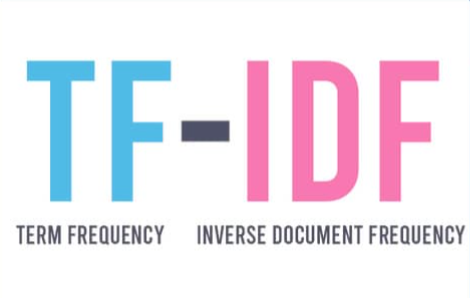 TF-IDF
TERM FREQUENCY INVERSE DOCUMENT FREQUENCY